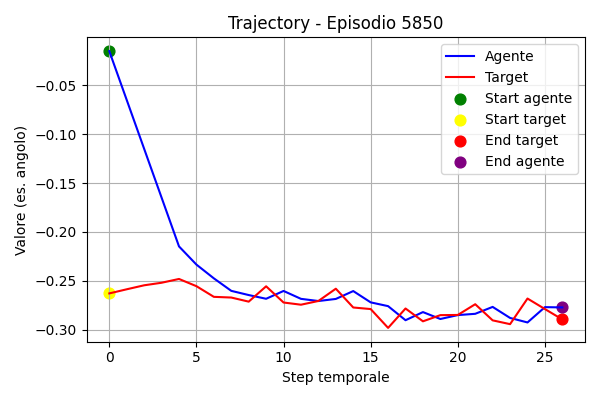 Trajectory - Episodio 5850
Agente
Target
Start agente
Start target
End target
End agente
Valore (es. angolo)
−0.05
−0.10
−0.15
−0.20
−0.25
−0.30
0
5
10
15
20
25
Step temporale